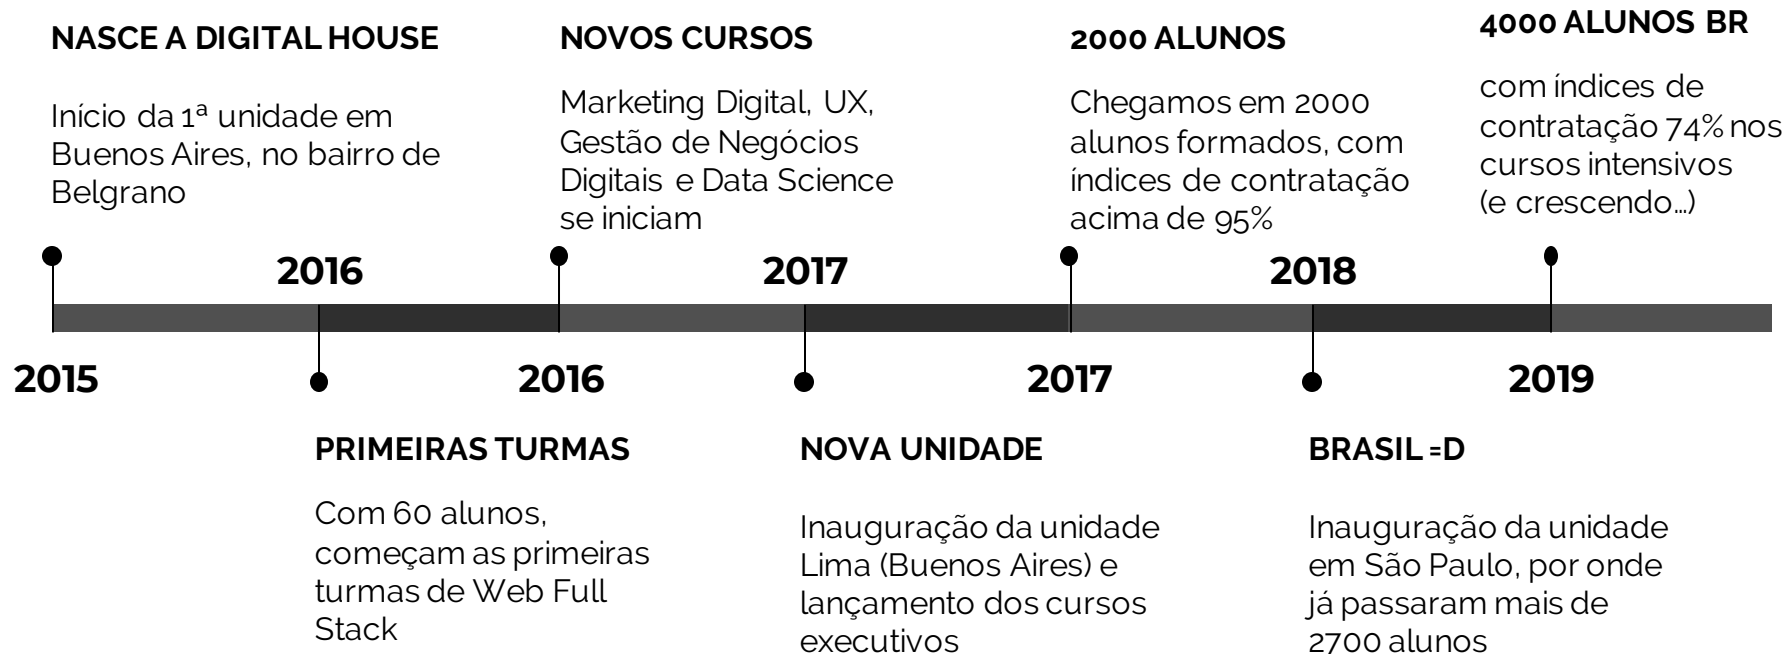 NASCE A DIGITAL HOUSE
Início da 1ª unidade em
Buenos Aires, no bairro de
Belgrano
2015
2016
PRIMEIRAS TURMAS
Com 60 alunos,
começam as primeiras
turmas de Web Full
Stack
NOVOS CURSOS
Marketing Digital, UX,
Gestão de Negócios
Digitais e Data Science
se iniciam
2016
2017
NOVA UNIDADE
Inauguração da unidade
Lima (Buenos Aires) e
lançamento dos cursos
executivos
2000 ALUNOS
Chegamos em 2000
alunos formados, com
índices de contratação
acima de 95%
2017
2018
BRASIL =D
Inauguração da unidade
em São Paulo, por onde
já passaram mais de
2700 alunos
4000 ALUNOS BR
com índices de
contratação 74% nos
cursos intensivos
(e crescendo…)
2019